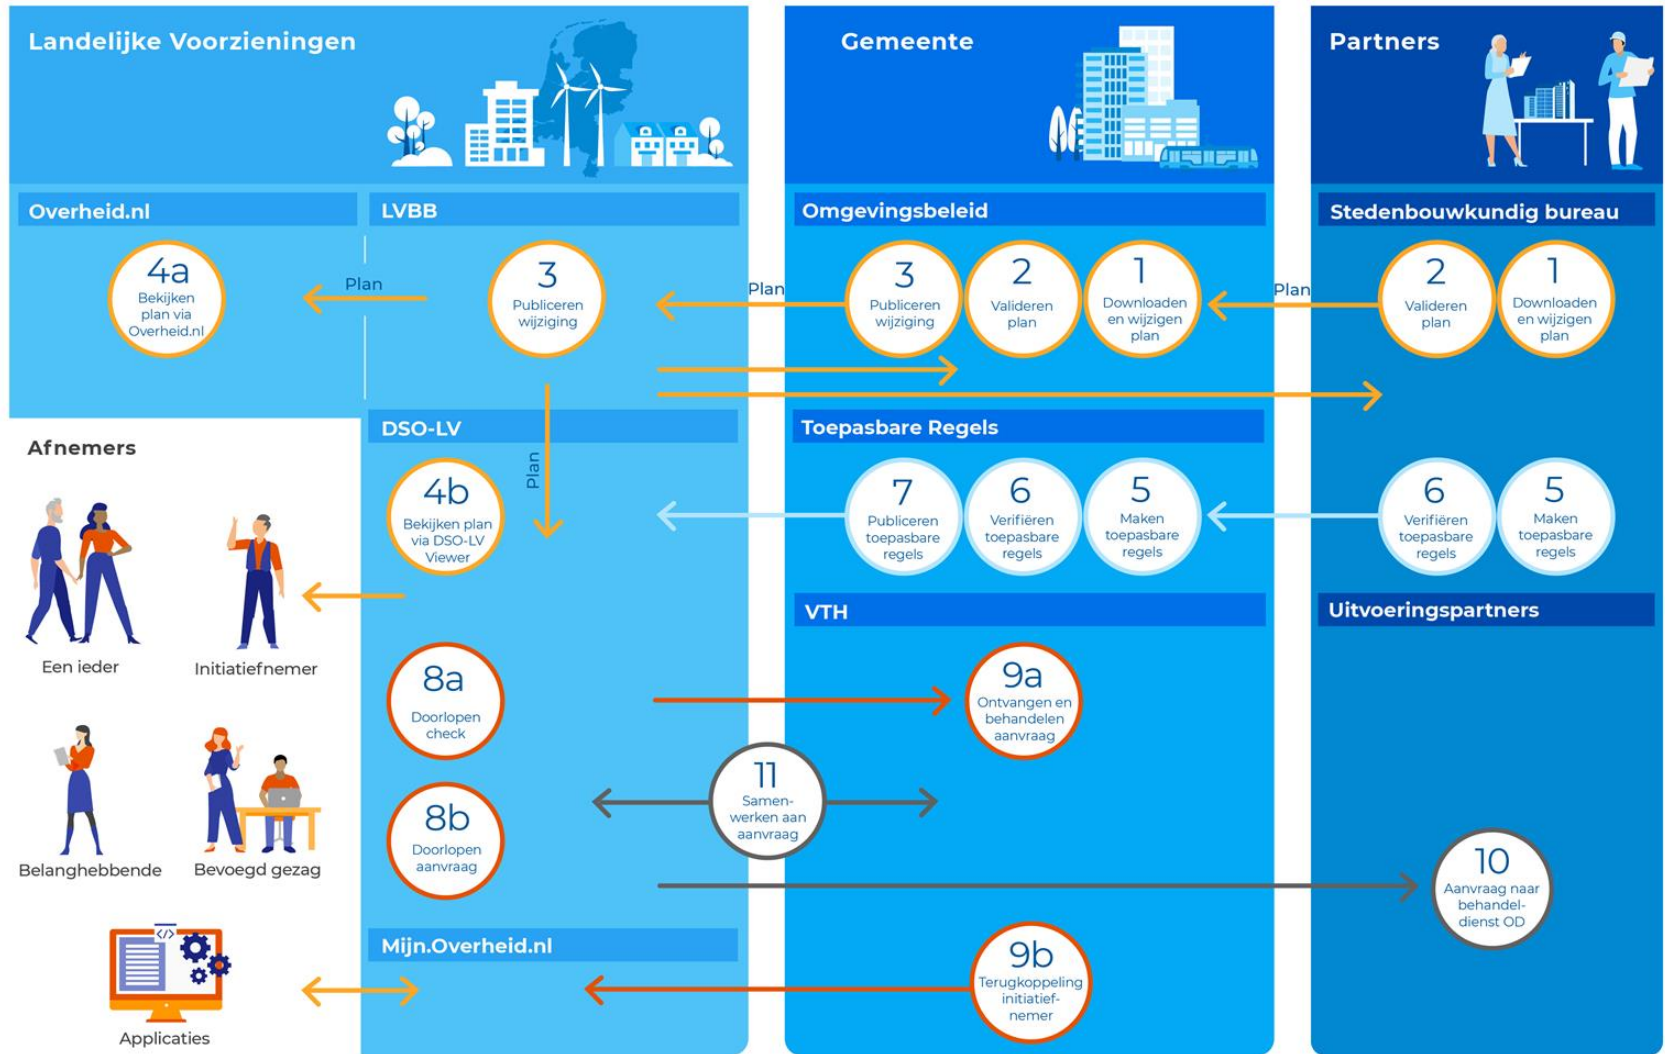 Landelijke Voorzieningen
Gemeente
Partners
Overheid.nl
LVBB
Omgevingsbeleid
Stedenbouwkundig bureau
4a
Bekijken
plan via
Overheid.nl
Plan
3
Publiceren
wijziging
Plan
3
Publiceren
wijziging
2
Valideren
plan
1
Downloaden
en wijzigen
plan
Plan
2
Valideren
plan
1
Downloaden
en wijzigen
plan
Afnemers
DSO-LV
Toepasbare Regels
4b
Bekijken plan
via DSO-LV
Viewer
Plan
7
Publiceren
toepasbare
regels
6
Verifiëren
toepasbare
regels
5
Maken
toepasbare
regels
6
Verifiëren
toepasbare
regels
5
Maken
toepasbare
regels
VTH
Uitvoeringspartners
Een ieder
Initiatiefnemer
8a
Doorlopen
check
9a
Ontvangen en
behandelen
aanvraag
11
Samen-
werken aan
aanvraag
8b
Doorlopen
aanvraag
Belanghebbende
Bevoegd gezag
10
Aanvraag naar
behandel-
dienst OD
</>
Mijn.Overheid.nl
9b
Terugkoppeling
initiatief-
nemer
Applicaties